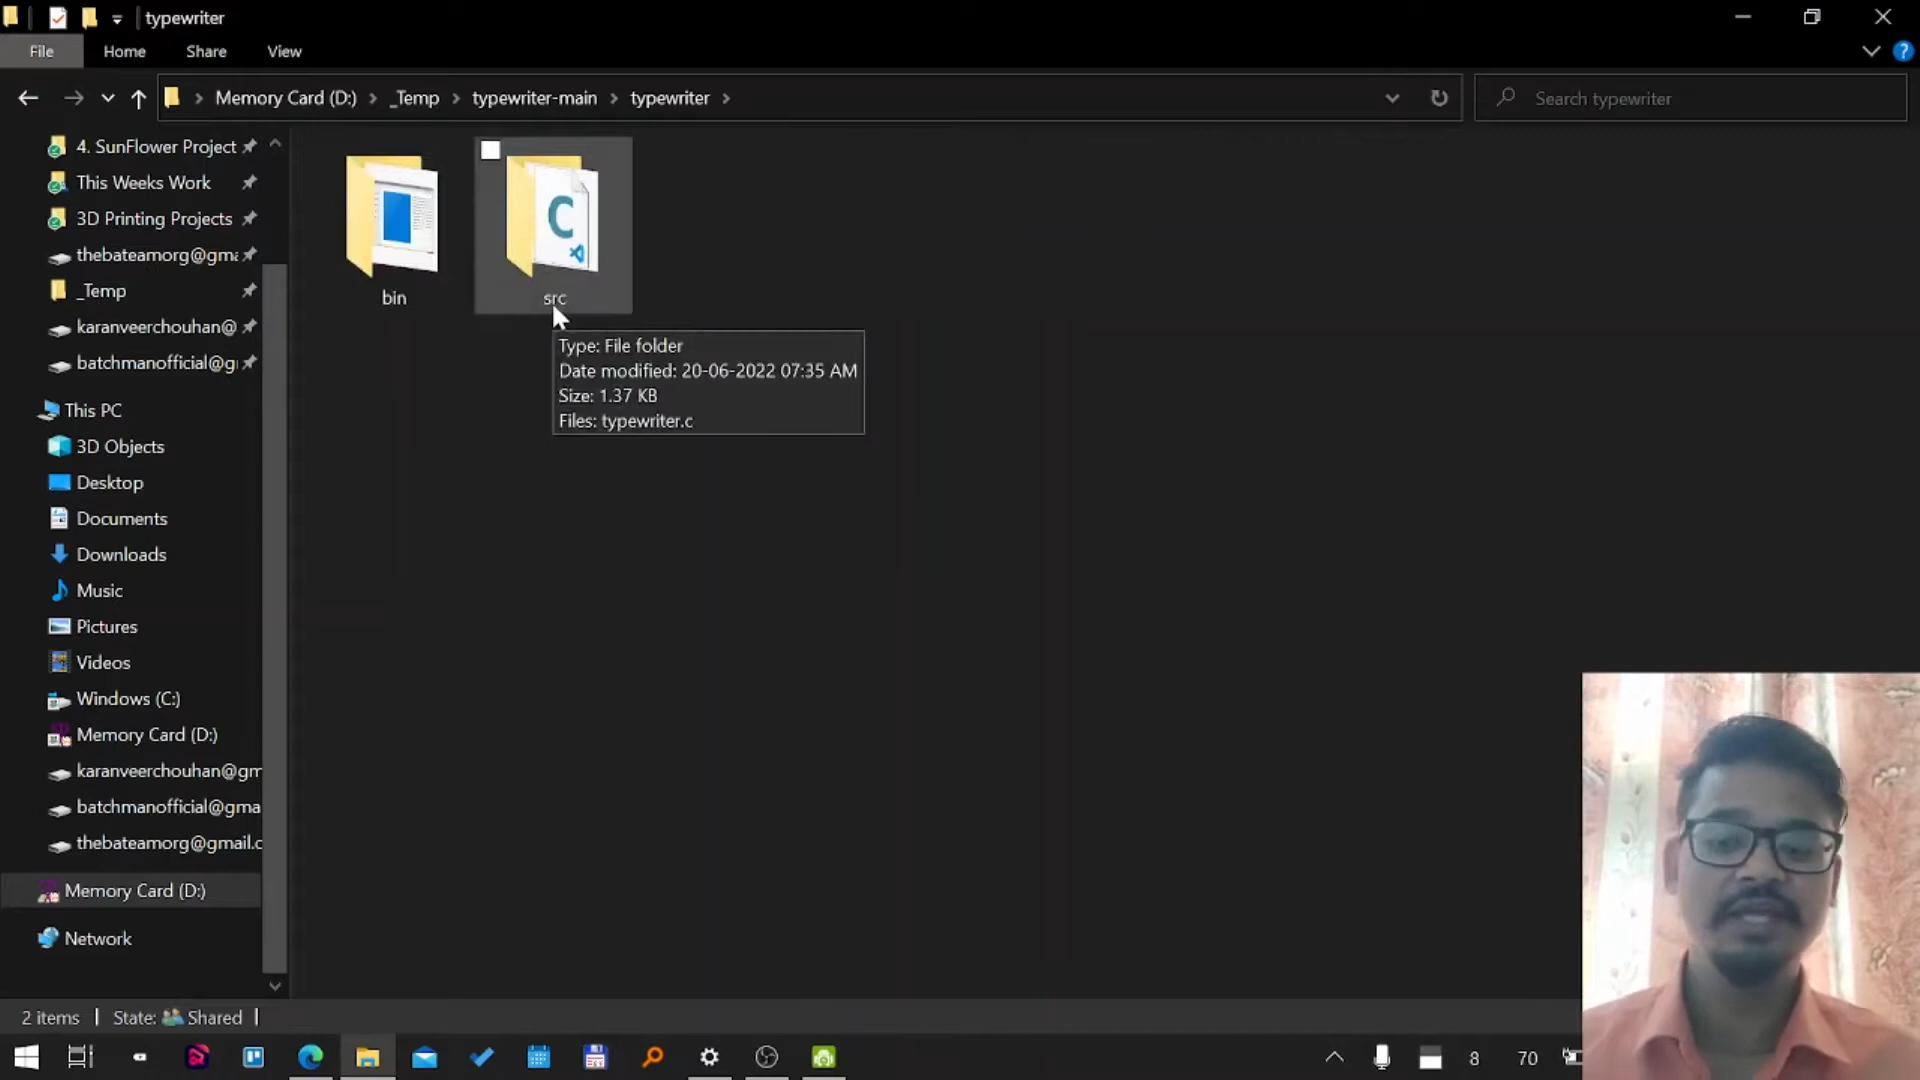 typewriter
File Home Share View
Memory Card (D:) _Temp typewriter-main typewriter
Search typewriter
4. SunFlower Project
This Weeks Work
3D Printing Projects
thebateamorg@gma
_Temp
karanveerchouhan@
batchmanofficial@g
This PC
3D Objects
Desktop
Documents
Downloads
Music
Pictures
Videos
Windows (C:)
Memory Card (D:)
karanveerchouhan@gm
batchmanofficial@gma
thebateamorg@gmail.c
Memory Card (D:)
Network
bin
src
C
Type: File folder
Date modified: 20-06-2022 07:35 AM
Size: 1.37 KB
Files: typewriter.c
2 items State: Shared
8 70